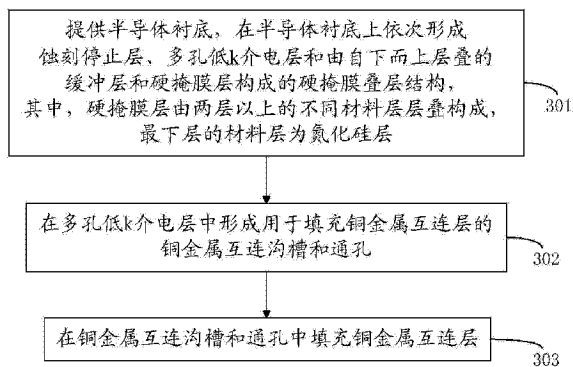 提供半导体衬底，在半导体衬底上依次形成
蚀刻停止层、多孔低k介电层和由自下而上层叠的
缓冲层和硬掩膜层构成的硬掩膜叠层结构，
其中，硬掩膜层由两层以上的不同材料层层叠构成，
最下层的材料层为氮化硅层
301
在多孔低k介电层中形成用于填充铜金属互连层的
铜金属互连沟槽和通孔
302
在铜金属互连沟槽和通孔中填充铜金属互连层
303